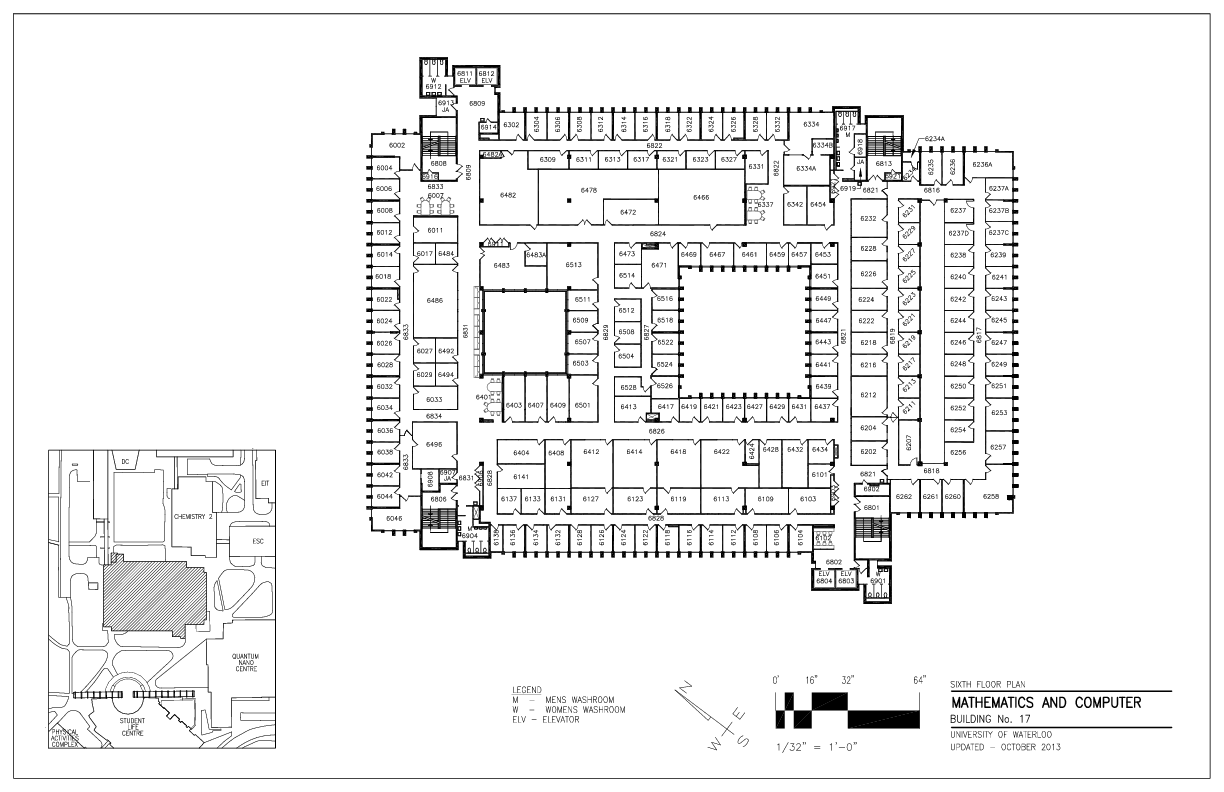 6811 6812
ELV ELV
W
6912
6913
JA
6809
6914
6302 6304 6306 6308 6312 6314 6316 6318 6322 6324 6326 6328 6332 6334
6917
M
6918
JA
6234A
6002
6822
6334B
6813
6235 6236 6236A
6808
6809
6482A
6309 6311 6313 6317 6321 6323 6327 6331
6822
6334A
6004
6833
6007
6919 6821
6816
6237A
6006
6482 6478 6466
6337
6342 6454
6008
6472
6232
6231
6237 6237B
6012
6011
6824
6229
6237D 6237C
6014
6017 6484
6483 6483A 6513
6473 6471 6469 6467 6461 6459 6457 6453
6228
6227
6238 6239
6018
6514
6451
6226
6225
6240 6241
6022
6486
6511
6512
6516
6449
6224
6223
6242 6243
6024
6833
6831
6509
6829
6827
6518
6447
6821
6222
6819
6221
6244
6817
6245
6026
6507
6508
6522
6443
6218
6219
6246 6247
6027 6492
6028
6029 6494
6503
6504
6524
6441
6216
6217
6248 6249
6032
6033
6528
6526
6439
6212
6213
6250 6251
6034
6401 6403 6407 6409 6501
6413 6417 6419 6421 6423 6427 6429 6431 6437
6211
6252 6253
6834
6036
6496
6826
6204
6207
6254
6038
6833
6404 6408 6412 6414 6418 6422 6424 6428 6432 6434
6202
6256 6257
6042
6908
6907
JA
6831
6828
6141
6101
6821
6818
6044
6806
6137 6133 6131 6127 6123 6119 6113 6109 6103
6902
6262 6261 6260 6258
6046
6828
6801
M
6904
6138 6136 6134 6132 6128 6126 6124 6122 6118 6116 6114 6112 6108 6106 6104 6102
6802
ELV ELV
6804 6803
W
6901
DC
EIT
CHEMISTRY 2
ESC
QUANTUM
NANO
CENTRE
STUDENT
LIFE
CENTRE
PHYSICAL
ACTIVITIES
COMPLEX
LEGEND
M – MENS WASHROOM
W – WOMENS WASHROOM
ELV – ELEVATOR
N
E
W
S
0' 16" 32" 64"
1/32" = 1'-0"
SIXTH FLOOR PLAN
MATHEMATICS AND COMPUTER
BUILDING No. 17
UNIVERSITY OF WATERLOO
UPDATED – OCTOBER 2013